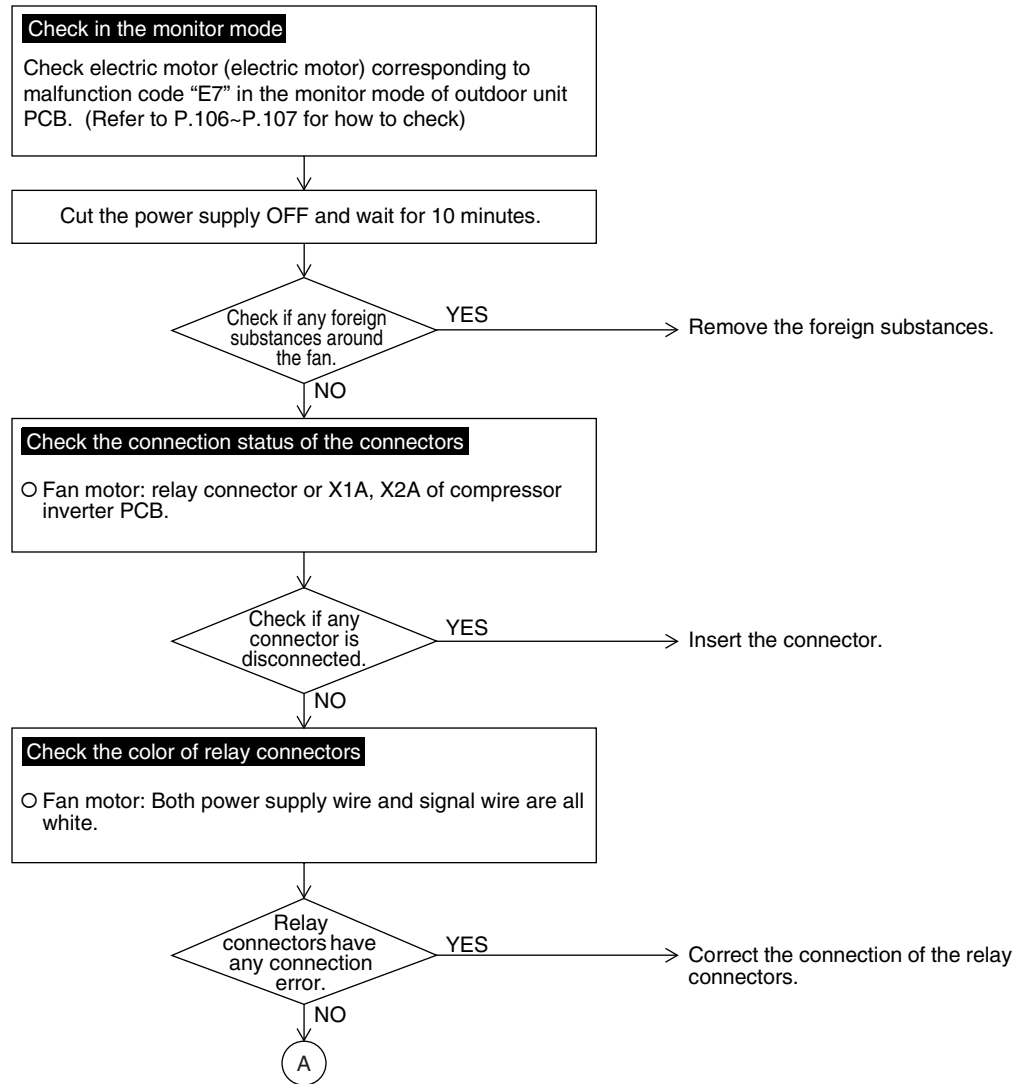 Check in the monitor mode
Check electric motor (electric motor) corresponding to
malfunction code “E7” in the monitor mode of outdoor unit
PCB. (Refer to P.106~P.107 for how to check)
Cut the power supply OFF and wait for 10 minutes.
Check if any foreign
substances around
the fan.
YES
Remove the foreign substances.
NO
Check the connection status of the connectors
Fan motor: relay connector or X1A, X2A of compressor
inverter PCB.
Check if any
connector is
disconnected.
YES
Insert the connector.
NO
Check the color of relay connectors
Fan motor: Both power supply wire and signal wire are all
white.
Relay
connectors have
any connection
error.
YES
Correct the connection of the relay
connectors.
NO
A